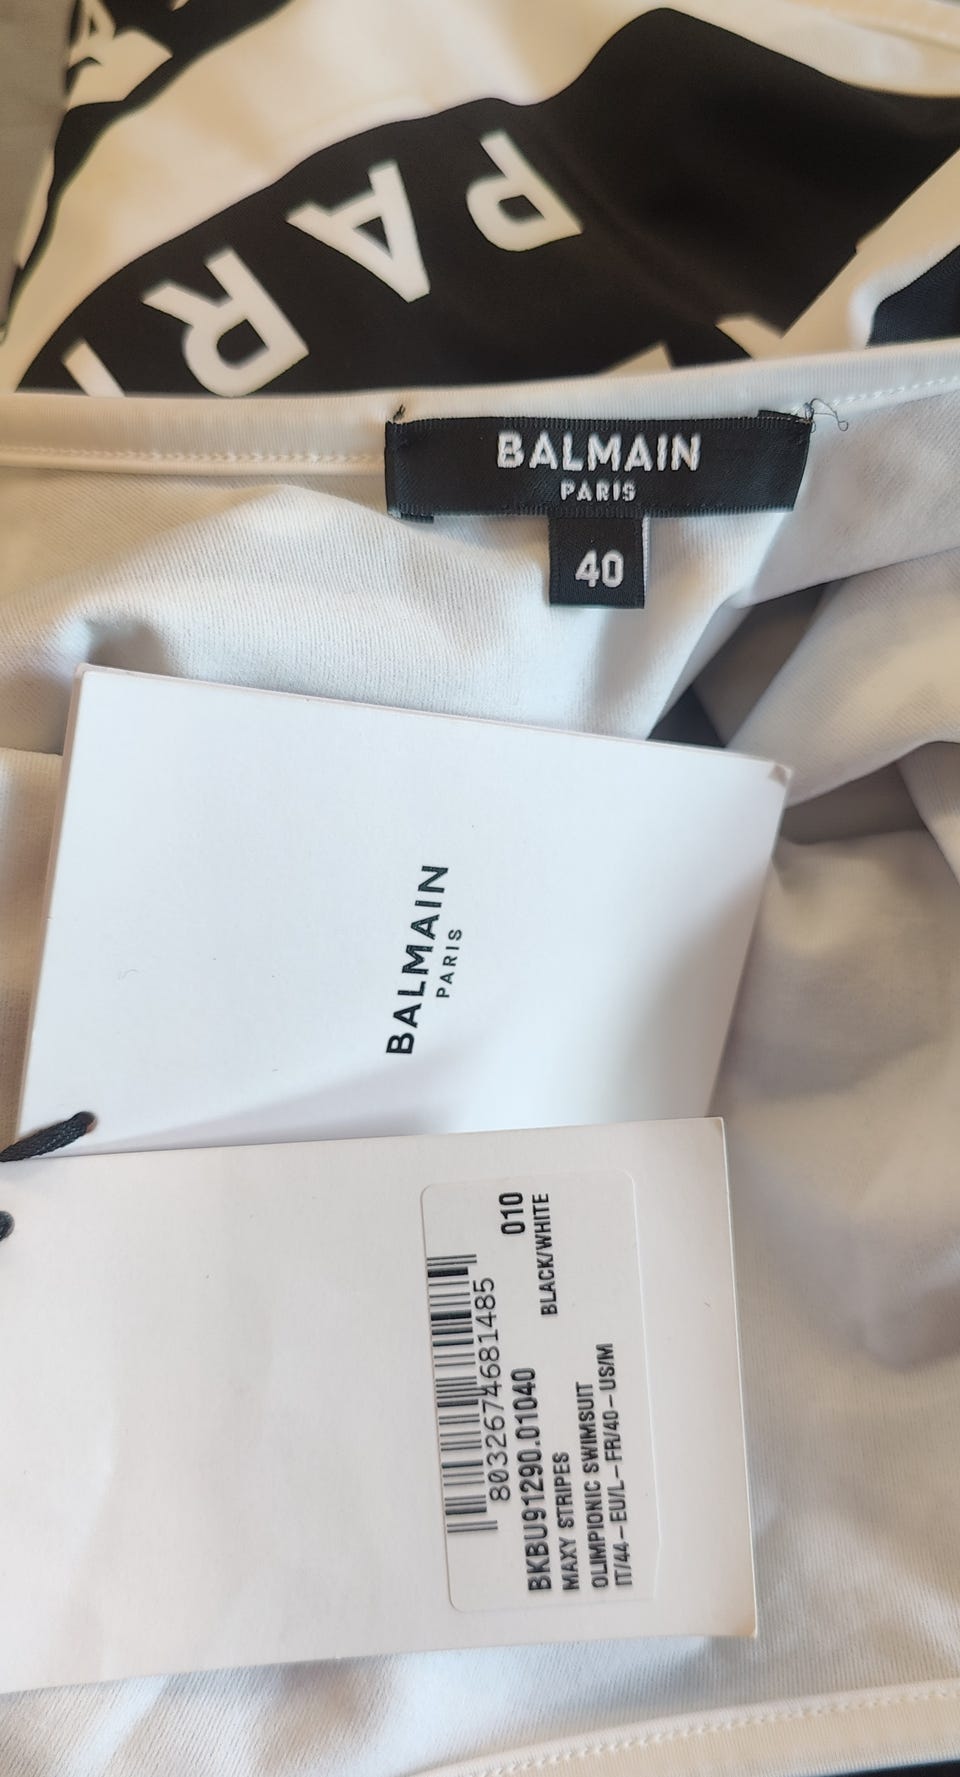 PARI
BALMAIN
PARIS
40
BALMAIN
PARIS
8032674681485
010
BKBU91290.01040
BLACK/WHITE
MAXY STRIPES
OLIMPIONIC SWIMSUIT
IT/44-EU/L-FR/40-US/M